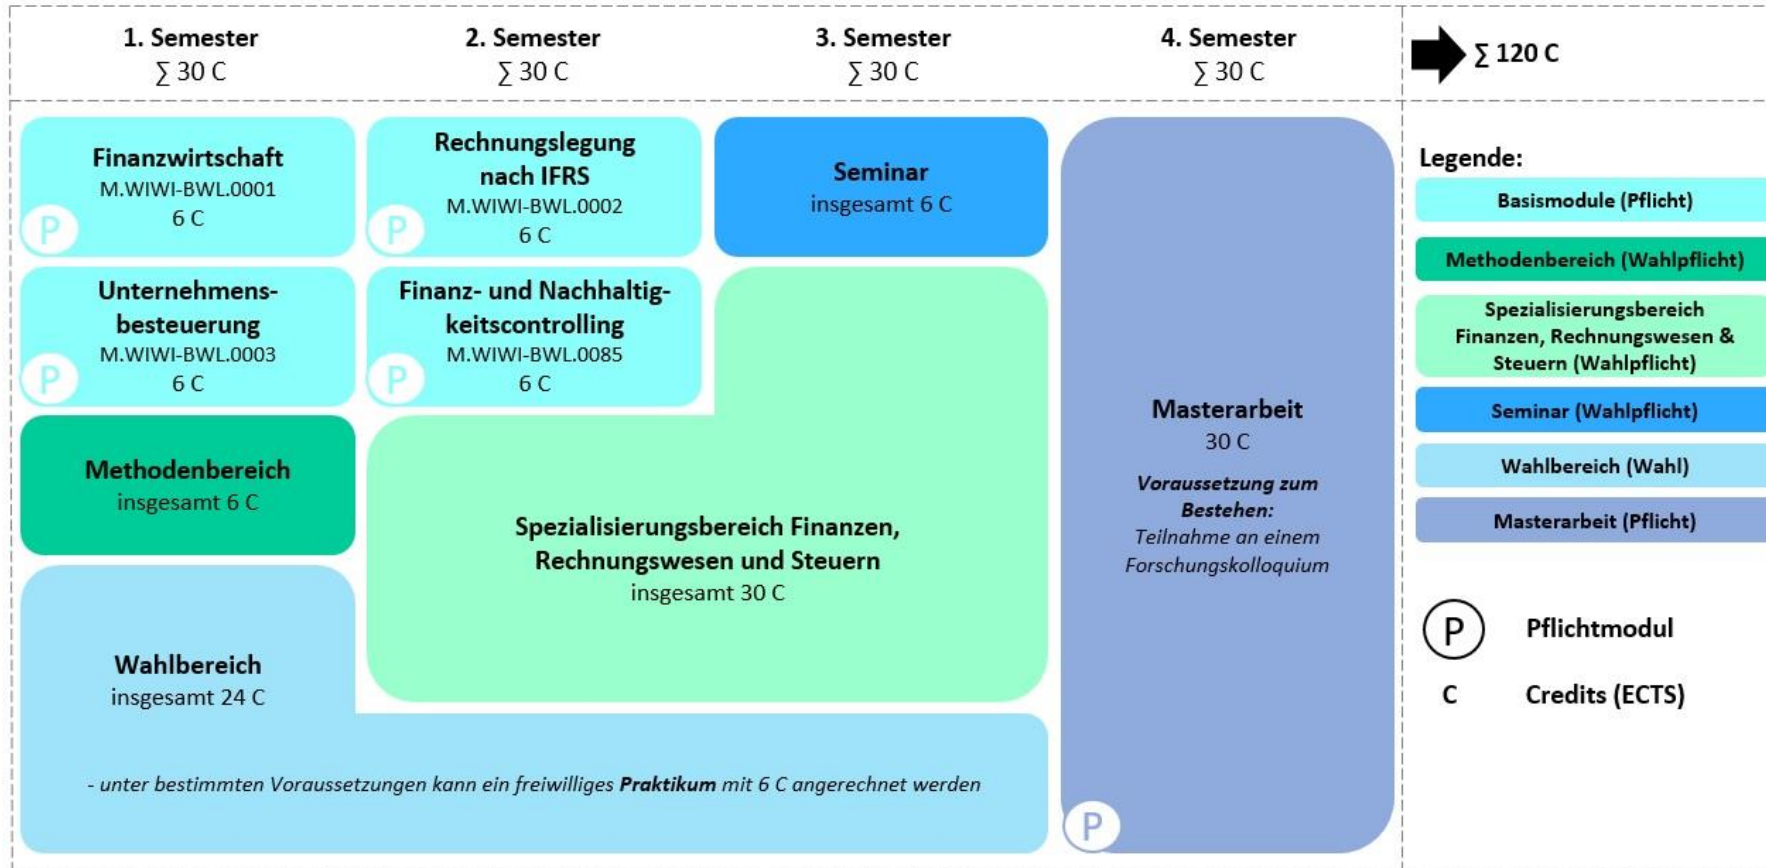 1. Semester
∑ 30 C
2. Semester
∑ 30 C
3. Semester
∑ 30 C
4. Semester
∑ 30 C
∑ 120 C
Finanzwirtschaft
M.WIWI-BWL.0001
6 C
P
Rechnungslegung
nach IFRS
M.WIWI-BWL.0002
6 C
P
Seminar
insgesamt 6 C
Unternehmens-
besteuerung
M.WIWI-BWL.0003
6 C
P
Finanz- und Nachhaltig-
keitscontrolling
M.WIWI-BWL.0085
6 C
P
Methodenbereich
insgesamt 6 C
Spezialisierungsbereich Finanzen,
Rechnungswesen und Steuern
insgesamt 30 C
Wahlbereich
insgesamt 24 C
- unter bestimmten Voraussetzungen kann ein freiwilliges Praktikum mit 6 C angerechnet werden
Masterarbeit
30 C
Voraussetzung zum
Bestehen:
Teilnahme an einem
Forschungskolloquium
P
Legende:
Basismodule (Pflicht)
Methodenbereich (Wahlpflicht)
Spezialisierungsbereich
Finanzen, Rechnungswesen &
Steuern (Wahlpflicht)
Seminar (Wahlpflicht)
Wahlbereich (Wahl)
Masterarbeit (Pflicht)
P Pflichtmodul
C Credits (ECTS)